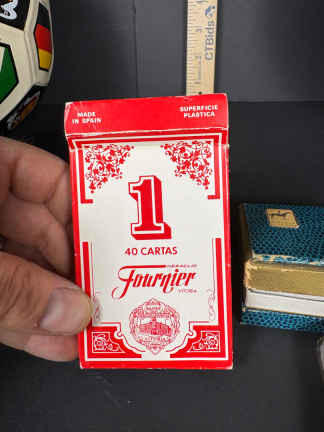 CTBids
MADE
IN SPAIN
SUPERFICIE
PLASTICA
1
40 CARTAS
HERACLIO
Fournier
VITORIA